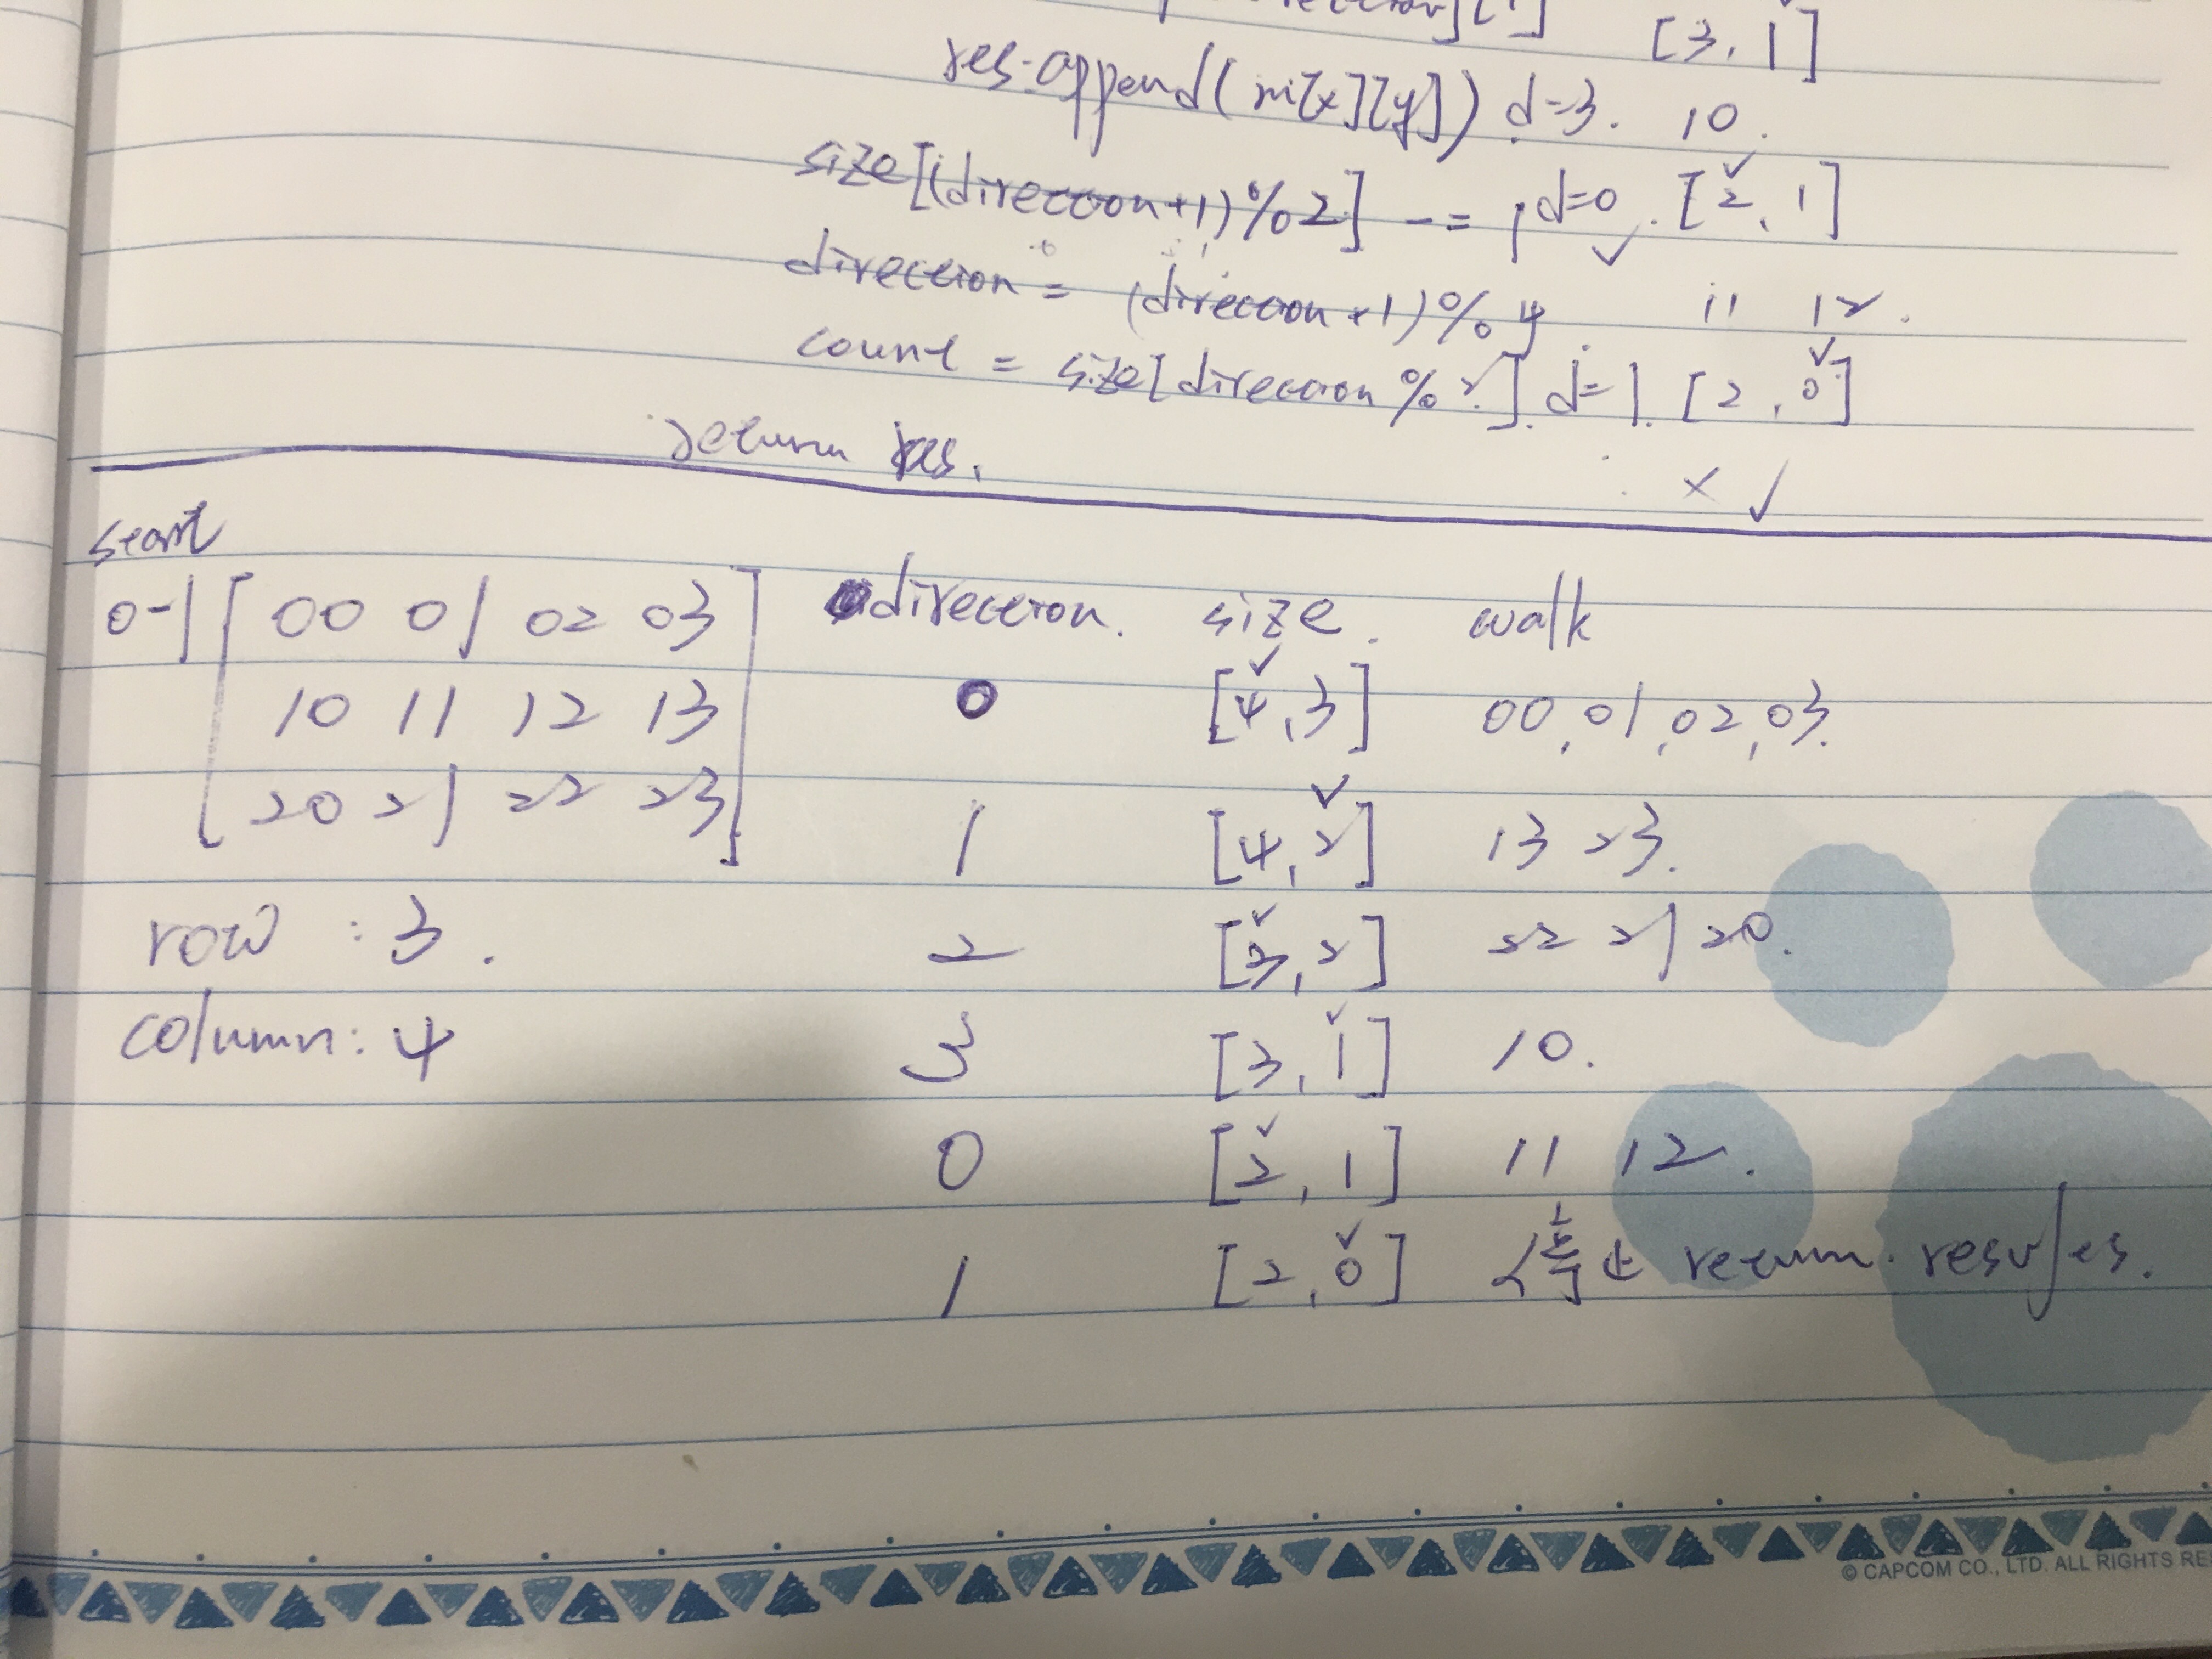 [3, 1]
res.append(m[x][y]) d=3. 10.
size[(direction+1)%2] -= 1 d=0. [2, 1]
direction = (direction+1)%4 11 12.
count = size[direction%2]. d=1. [2, 0]
return res.
× √
start
0-1 [ 00 01 02 03 ] direction. size. walk
0 [4, 3] 00, 01, 02, 03.
10 11 12 13
20 21 22 23
1 [4, 2] 13 23.
row : 3. 2 [3, 2] 22 21 20.
column: 4 3 [3, 1] 10.
0 [2, 1] 11 12.
1 [2, 0] 停止 return. results.
© CAPCOM CO., LTD. ALL RIGHTS RE